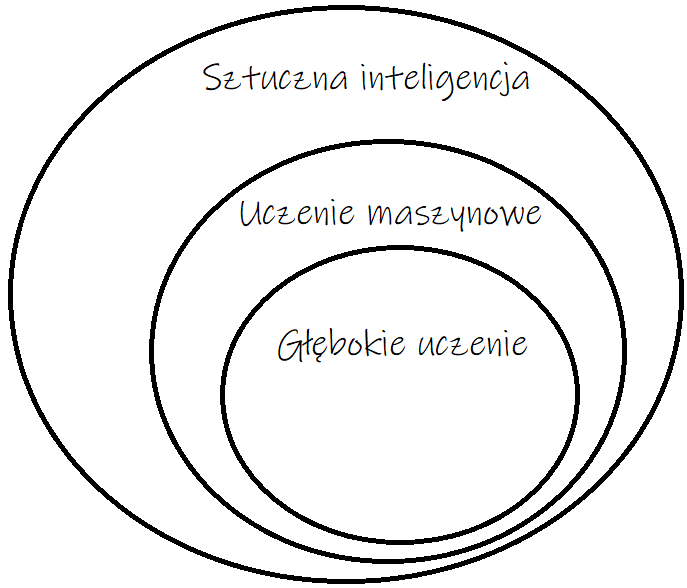 Sztuczna inteligencja
Uczenie maszynowe
Głębokie uczenie